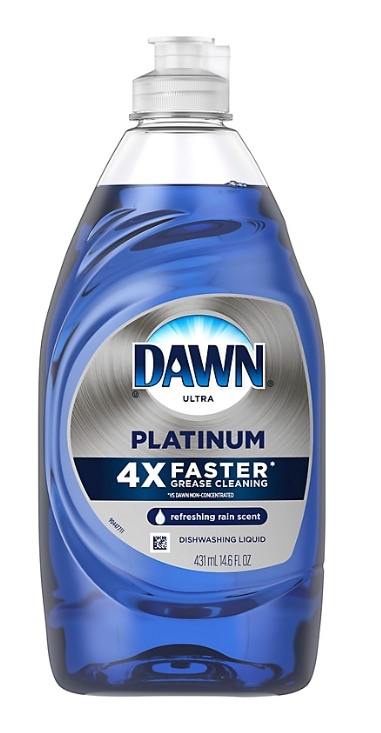 DAWN
ULTRA
PLATINUM
4X FASTER*
GREASE CLEANING
*VS DAWN NON-CONCENTRATED
refreshing rain scent
DISHWASHING LIQUID
431 mL 14.6 FL OZ